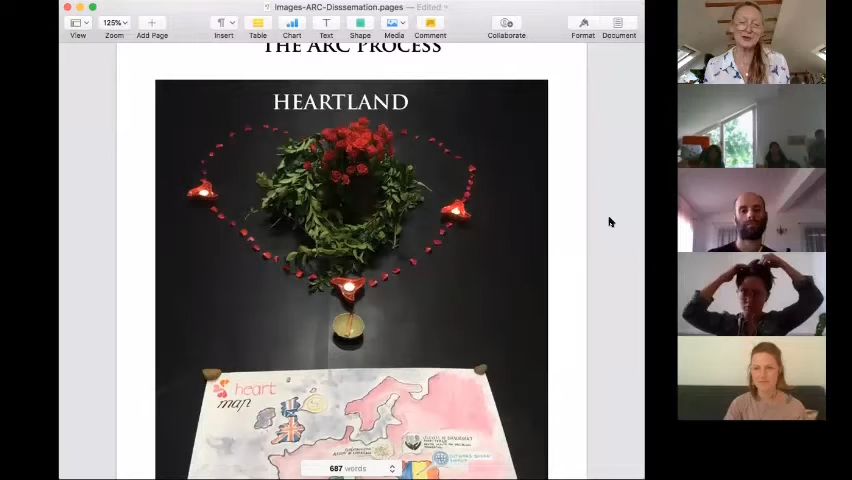 Images-ARC-Disssemation.pages — Edited
125%
View
Zoom
Add Page
Insert
Table
Chart
Text
Shape
Media
Comment
Collaborate
Format
Document
THE ARC PROCESS
HEARTLAND
heart
map
687 words